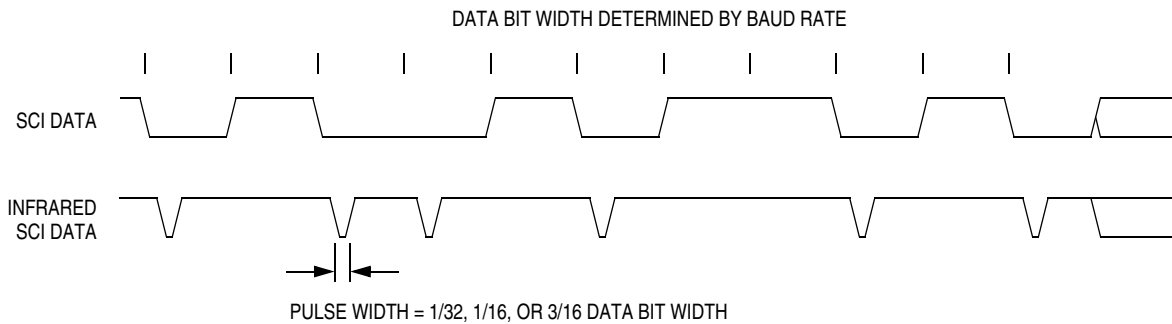 DATA BIT WIDTH DETERMINED BY BAUD RATE
SCI DATA
INFRARED
SCI DATA
PULSE WIDTH = 1/32, 1/16, OR 3/16 DATA BIT WIDTH